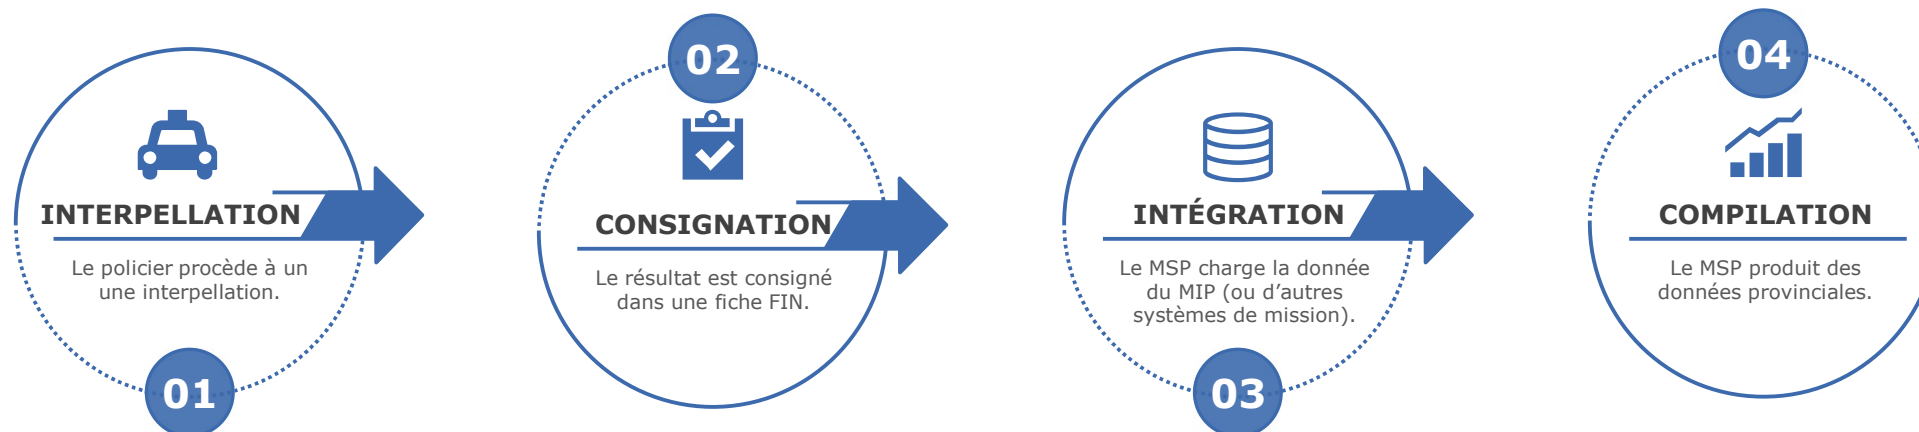 INTERPELLATION
Le policier procède à un
une interpellation.
01
02
CONSIGNATION
Le résultat est consigné
dans une fiche FIN.
INTÉGRATION
Le MSP charge la donnée
du MIP (ou d’autres
systèmes de mission).
03
04
COMPILATION
Le MSP produit des
données provinciales.